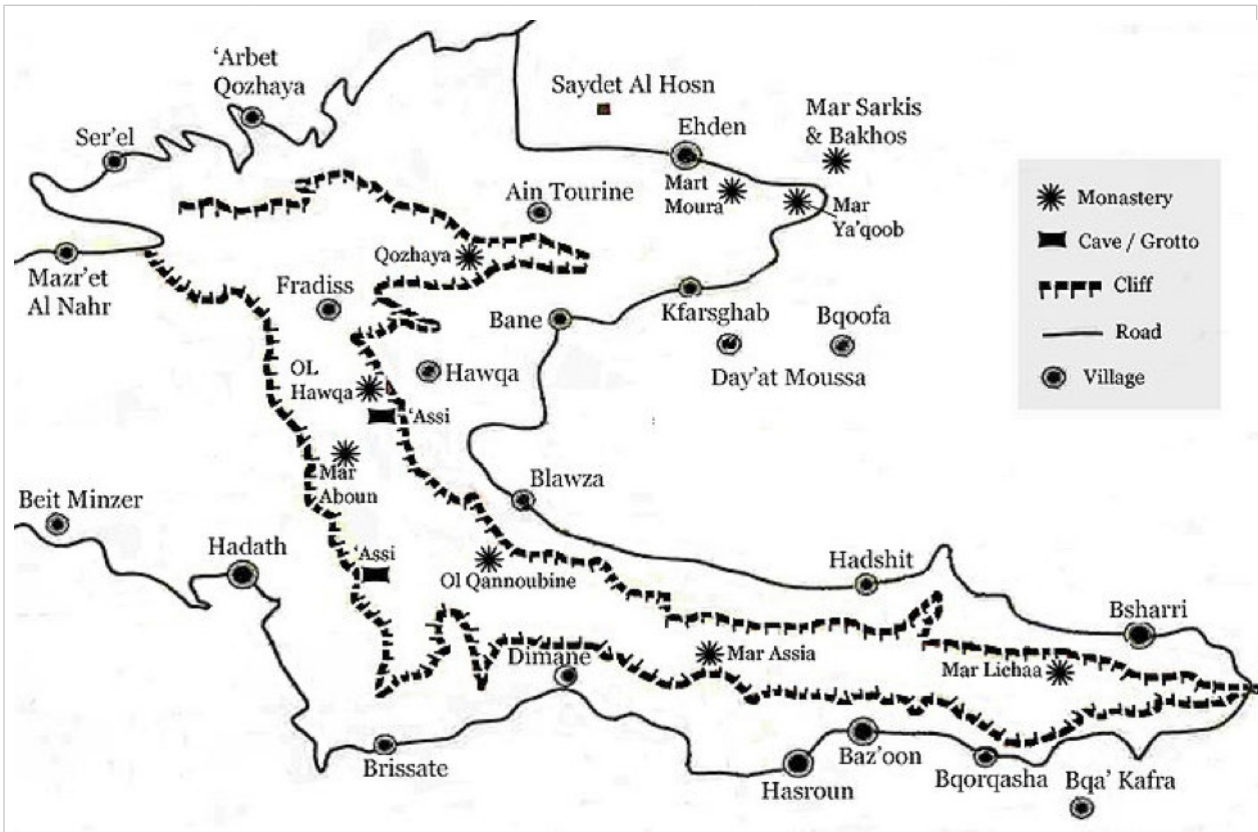 ‘Arbet
Qozhaya
Saydet Al Hosn
Mar Sarkis
& Bakhos
Ser’el
Ehden
Mart
Moura
Mar
Ya’qoob
Ain Tourine
Monastery
Cave / Grotto
Cliff
Road
Village
Qozhaya
Mazr’et
Al Nahr
Fradiss
Bane
Kfarsghab
Bqoofa
Day’at Moussa
OL
Hawqa
Hawqa
‘Assi
Mar
Aboun
Beit Minzer
Blawza
Hadath
‘Assi
Ol Qannoubine
Hadshit
Bsharri
Dimane
Mar Assia
Mar Lichaa
Brissate
Hasroun
Baz’oon
Bqorqasha
Bqa’ Kafra